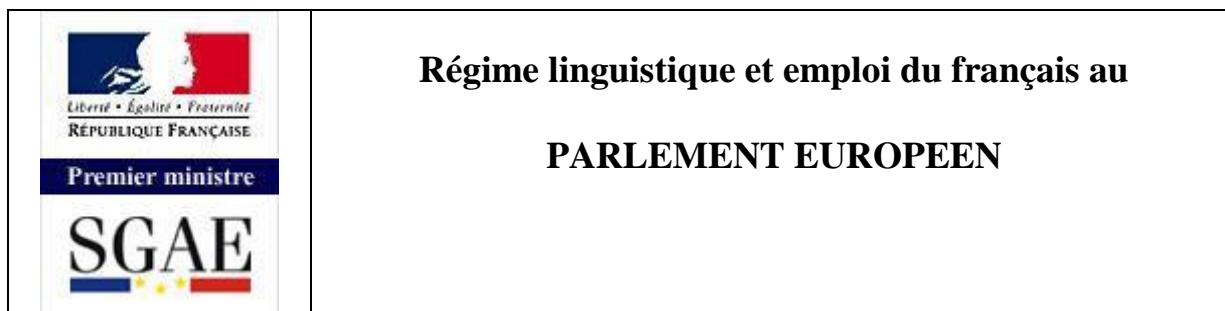 Liberté • Égalité • Fraternité
RÉPUBLIQUE FRANÇAISE
Premier ministre
SGAE
Régime linguistique et emploi du français au
PARLEMENT EUROPEEN